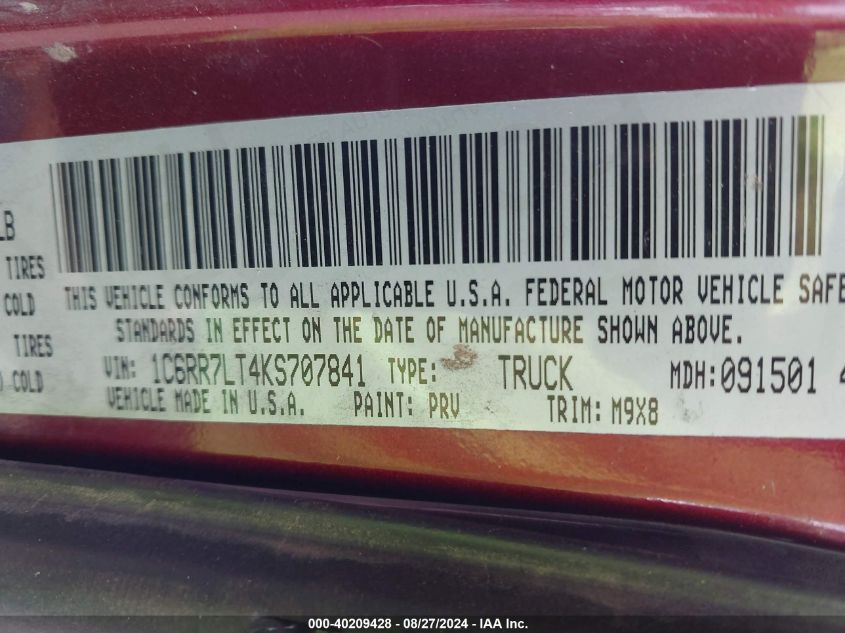 LB
TIRES
COLD
TIRES
COLD
THIS VEHICLE CONFORMS TO ALL APPLICABLE U.S.A. FEDERAL MOTOR VEHICLE SAFE
STANDARDS IN EFFECT ON THE DATE OF MANUFACTURE SHOWN ABOVE.
VIN: 1C6RR7LT4KS707841 TYPE: TRUCK MDH:091501 4
VEHICLE MADE IN U.S.A. PAINT: PRV TRIM: M9X8
000-40209428 - 08/27/2024 - IAA Inc.